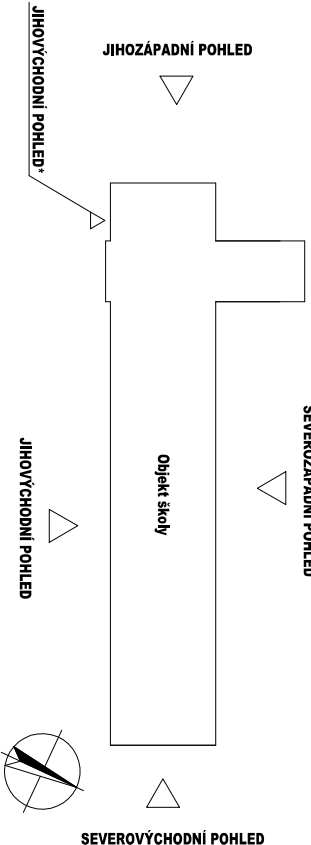 JIHOZÁPADNÍ POHLED
JIHOVÝCHODNÍ POHLED*
SEVEROZÁPADNÍ POHLED
Objekt školy
JIHOVÝCHODNÍ POHLED
SEVEROVÝCHODNÍ POHLED